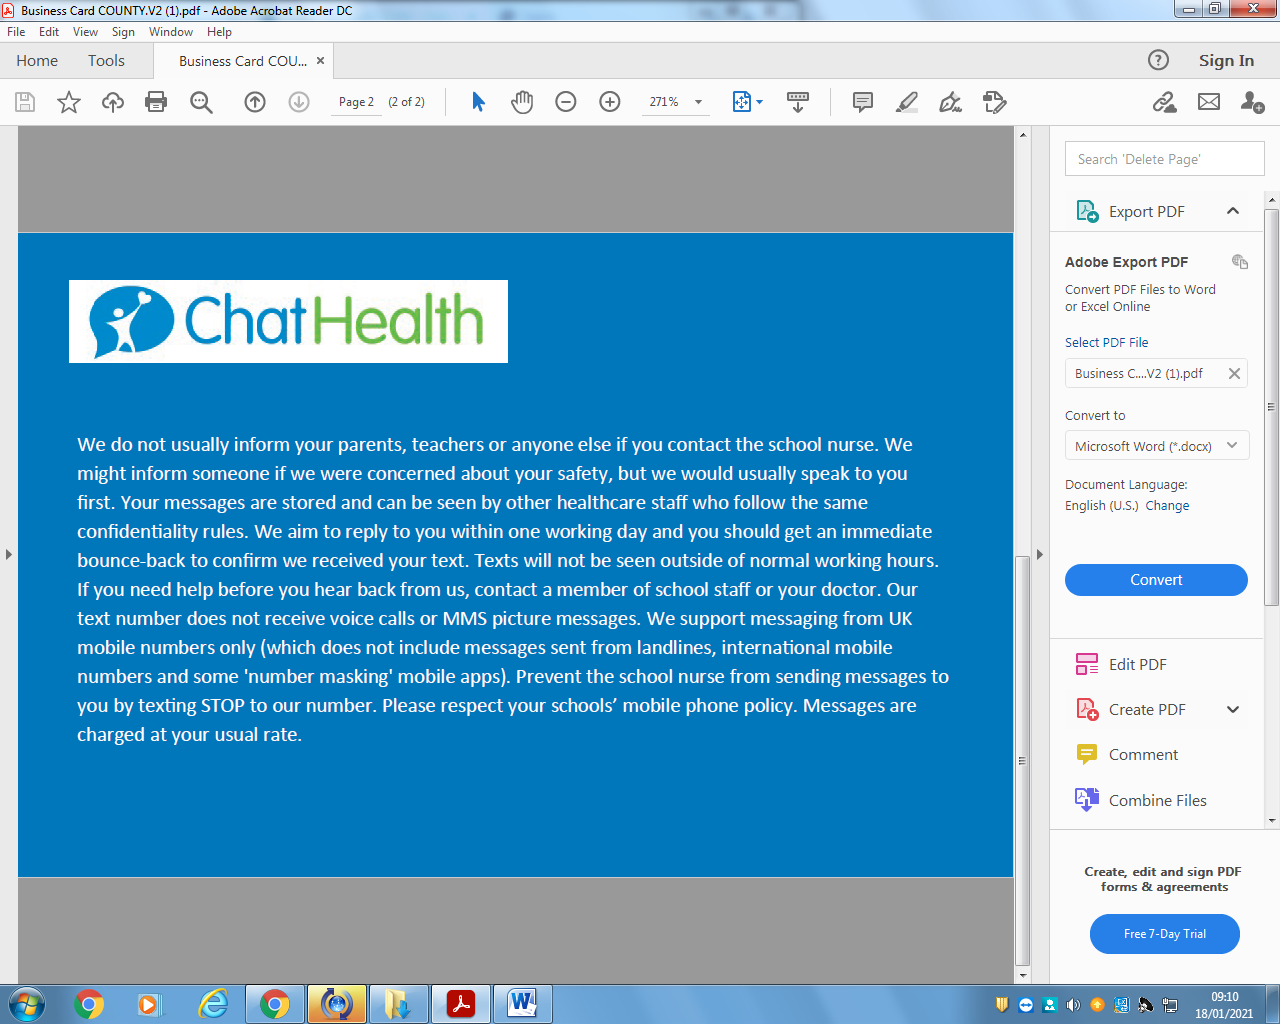 Business Card COUNTY.V2 (1).pdf - Adobe Acrobat Reader DC
File Edit View Sign Window Help
Home Tools Business Card COU... × Sign In
Page 2 (2 of 2) 271%
Search 'Delete Page'
Export PDF
Adobe Export PDF
Convert PDF Files to Word
or Excel Online
Select PDF File
Business C....V2 (1).pdf
Convert to
Microsoft Word (*.docx)
Document Language:
English (U.S.) Change
Convert
Edit PDF
Create PDF
Comment
Combine Files
Create, edit and sign PDF
forms & agreements
Free 7-Day Trial
ChatHealth
We do not usually inform your parents, teachers or anyone else if you contact the school nurse. We
might inform someone if we were concerned about your safety, but we would usually speak to you
first. Your messages are stored and can be seen by other healthcare staff who follow the same
confidentiality rules. We aim to reply to you within one working day and you should get an immediate
bounce-back to confirm we received your text. Texts will not be seen outside of normal working hours.
If you need help before you hear back from us, contact a member of school staff or your doctor. Our
text number does not receive voice calls or MMS picture messages. We support messaging from UK
mobile numbers only (which does not include messages sent from landlines, international mobile
numbers and some 'number masking' mobile apps). Prevent the school nurse from sending messages to
you by texting STOP to our number. Please respect your schools’ mobile phone policy. Messages are
charged at your usual rate.
09:10
18/01/2021